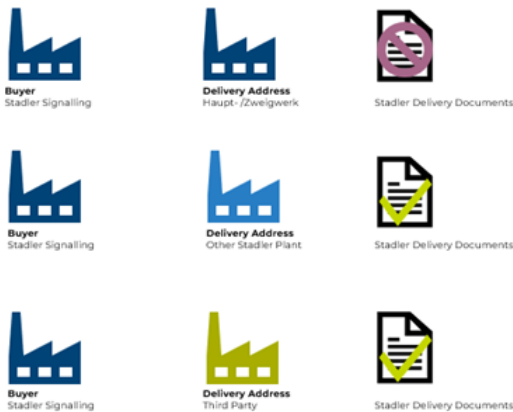 Buyer
Stadler Signalling
Delivery Address
Haupt- /Zweigwerk
Stadler Delivery Documents
Buyer
Stadler Signalling
Delivery Address
Other Stadler Plant
Stadler Delivery Documents
Buyer
Stadler Signalling
Delivery Address
Third Party
Stadler Delivery Documents